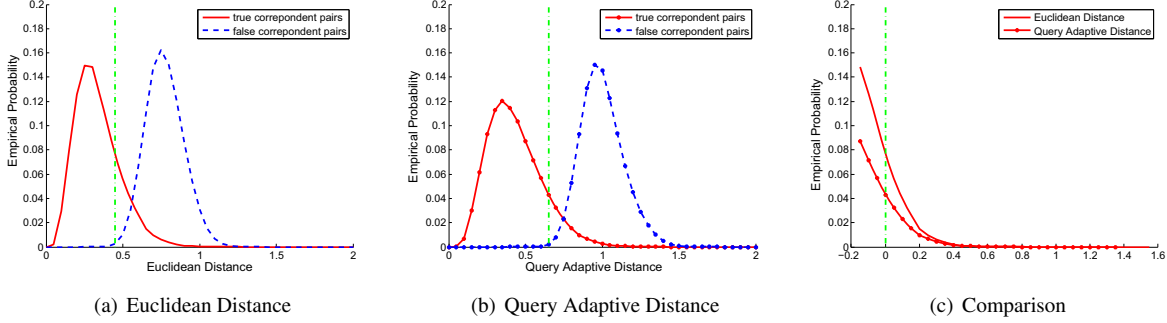 0.2
0.18
0.16
0.14
0.12
0.1
0.08
0.06
0.04
0.02
0
Empirical Probability
0 0.5 1 1.5 2
Euclidean Distance
true correpondent pairs
false correpondent pairs
(a) Euclidean Distance
0.2
0.18
0.16
0.14
0.12
0.1
0.08
0.06
0.04
0.02
0
Empirical Probability
0 0.5 1 1.5 2
Query Adaptive Distance
true correpondent pairs
false correpondent pairs
(b) Query Adaptive Distance
0.2
0.18
0.16
0.14
0.12
0.1
0.08
0.06
0.04
0.02
0
Empirical Probability
−0.2 0 0.2 0.4 0.6 0.8 1 1.2 1.4 1.6
Euclidean Distance
Query Adaptive Distance
(c) Comparison